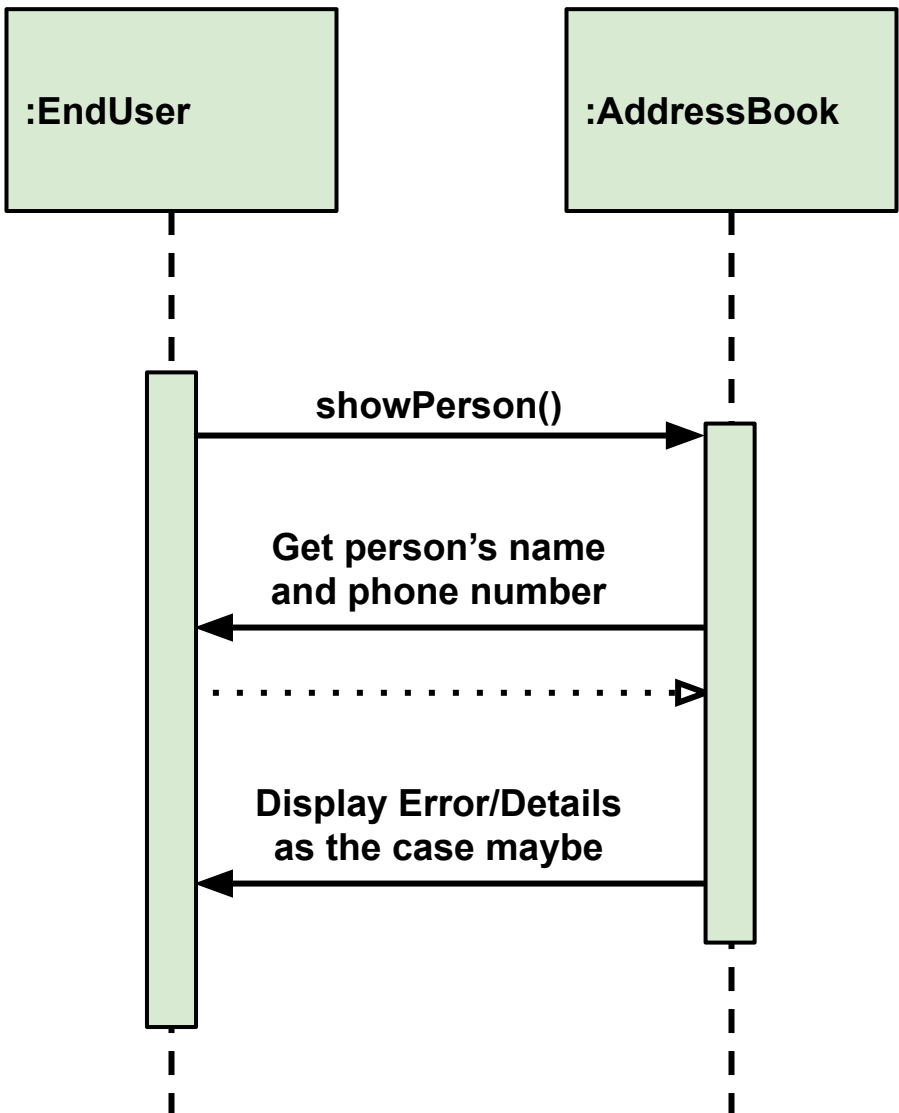 :EndUser
:AddressBook
showPerson()
Get person’s name
and phone number
Display Error/Details
as the case maybe